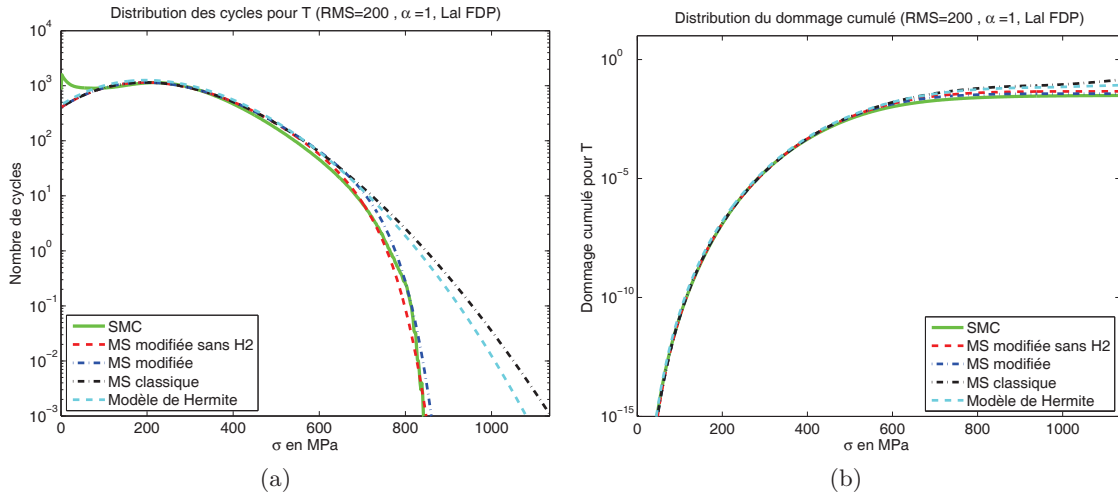 Distribution des cycles pour T (RMS=200 , α =1, Lal FDP)
Nombre de cycles
10^4
10^3
10^2
10^1
10^0
10^-1
10^-2
10^-3
0 200 400 600 800 1000
σ en MPa
SMC
MS modifiée sans H2
MS modifiée
MS classique
Modèle de Hermite
(a)
Distribution du dommage cumulé (RMS=200 , α =1, Lal FDP)
Dommage cumulé pour T
10^0
10^-5
10^-10
10^-15
0 200 400 600 800 1000
σ en MPa
SMC
MS modifiée sans H2
MS modifiée
MS classique
Modèle de Hermite
(b)